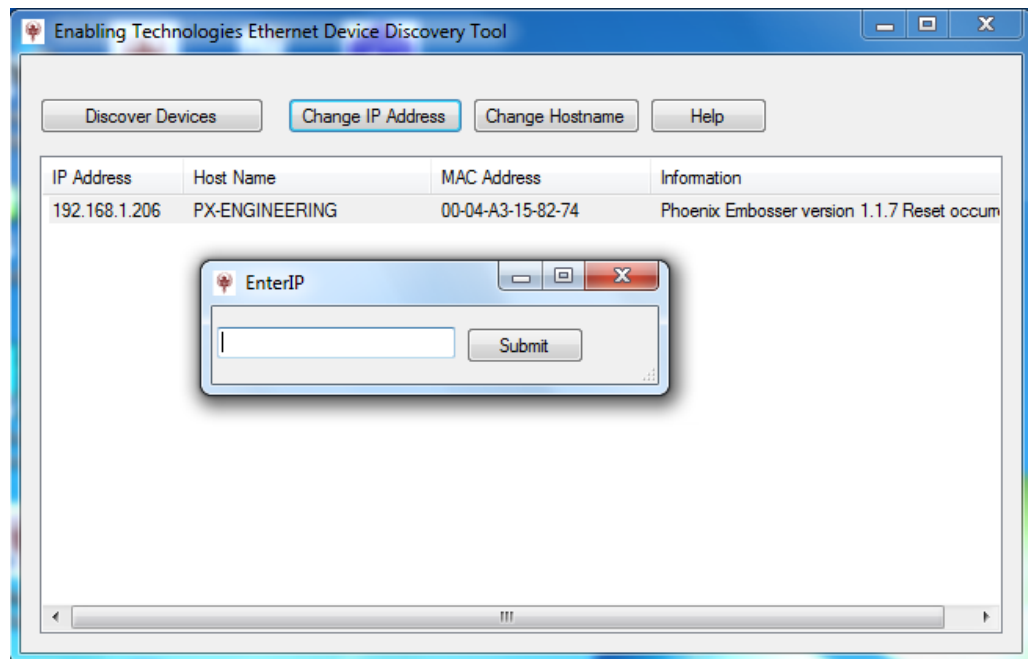 Enabling Technologies Ethernet Device Discovery Tool
Discover Devices Change IP Address Change Hostname Help
IP Address Host Name MAC Address Information
192.168.1.206 PX-ENGINEERING 00-04-A3-15-82-74 Phoenix Embosser version 1.1.7 Reset
EnterIP
Submit